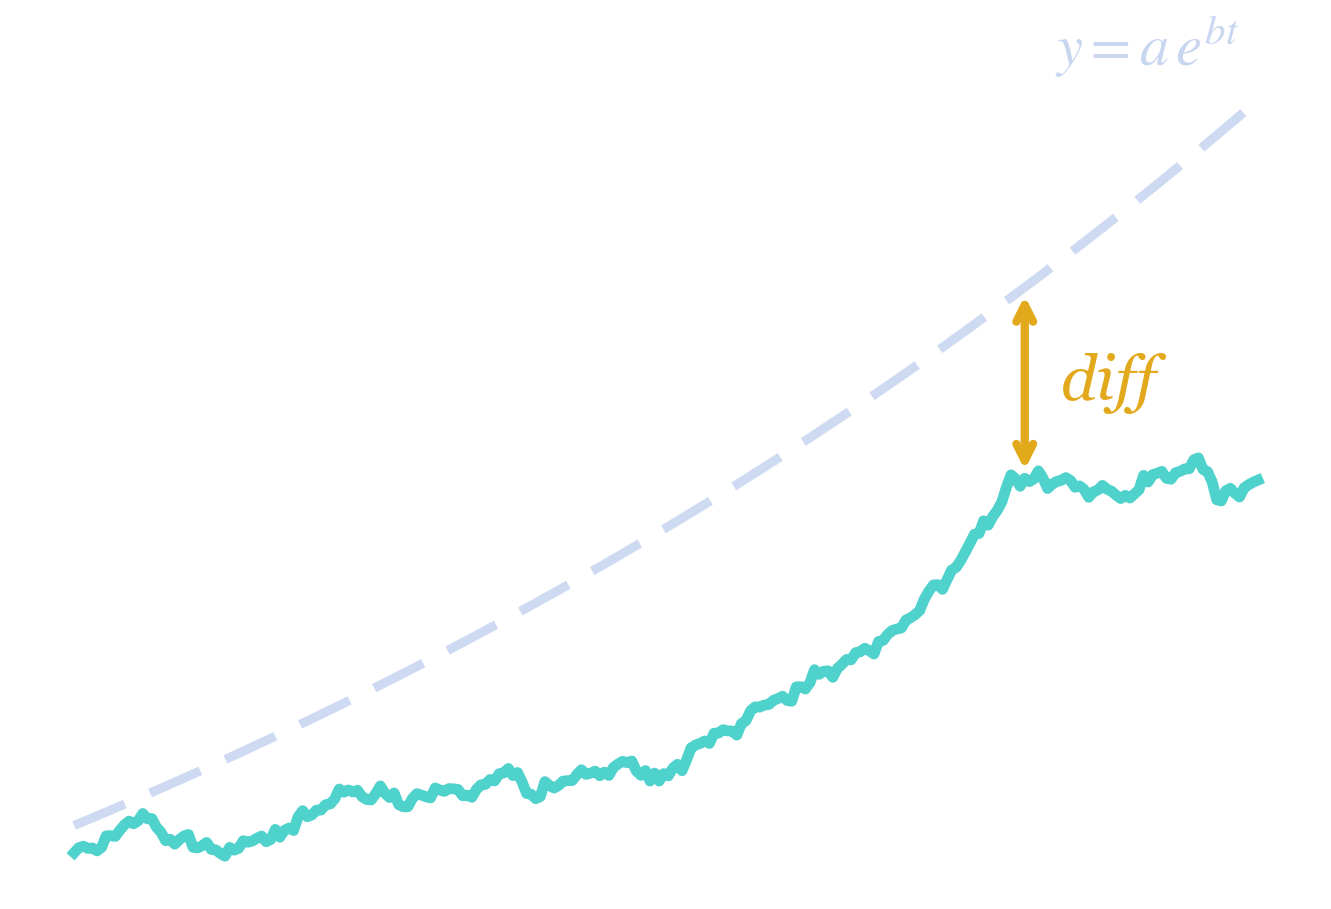 y = a e^{bt}
diff